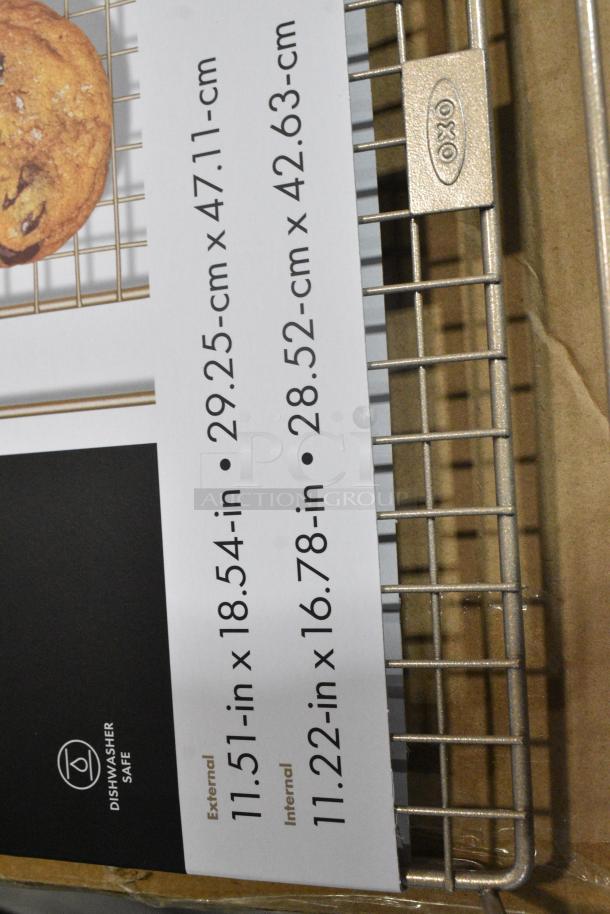 External
11.51-in x 18.54-in • 29.25-cm x 47.11-cm
Internal
11.22-in x 16.78-in • 28.52-cm x 42.63-cm
DISHWASHER
SAFE
OXO
PCi
AUCTION GROUP